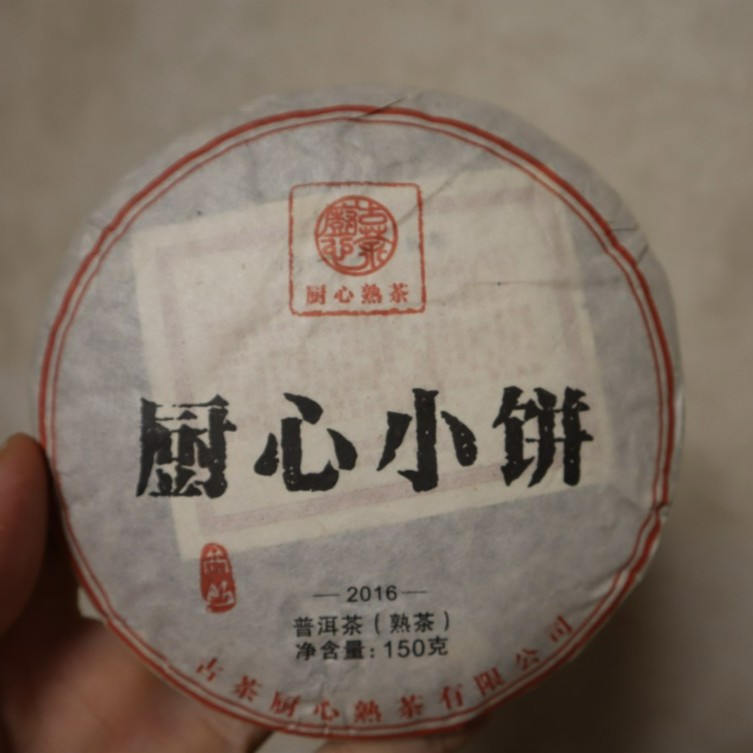 厨心熟茶
厨心小饼
2016
普洱茶（熟茶）
净含量：150克
古茶厨心熟茶有限公司